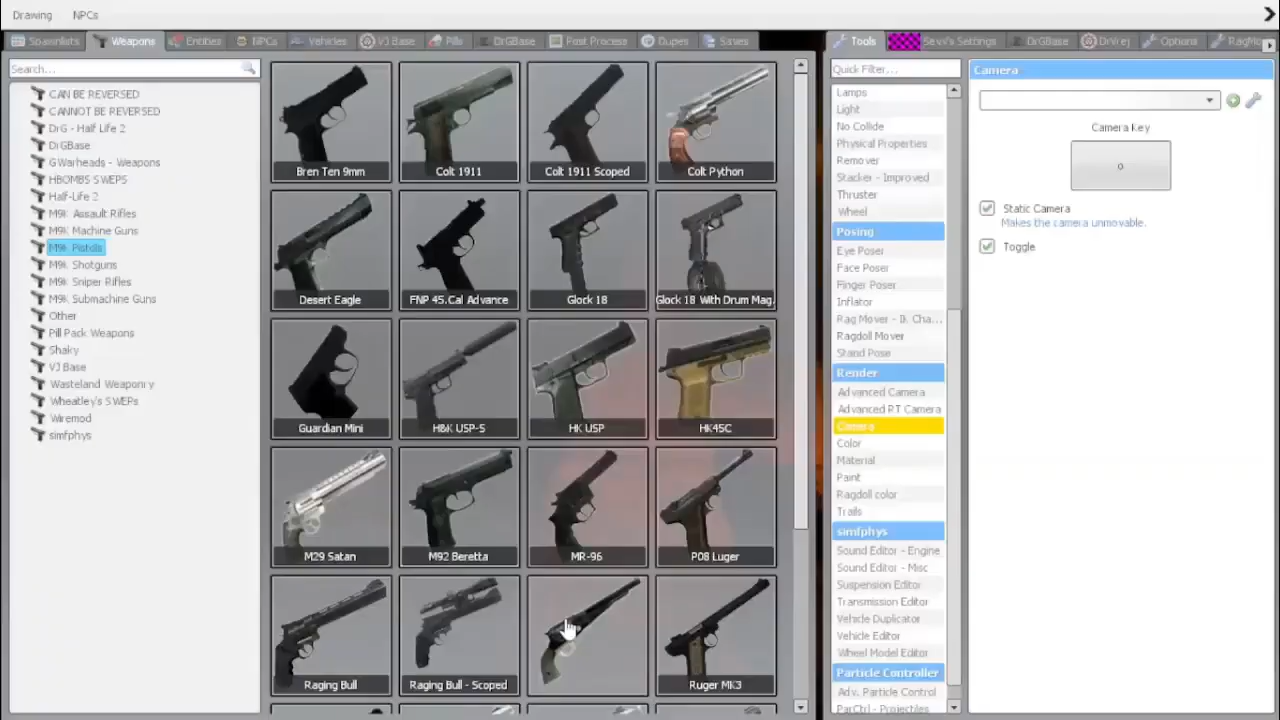 Drawing NPCs
Spawnlists Weapons Entities NPCs Vehicles VJ Base Pills DrGBase Post Process Dupes Saves
Tools Sevv's Settings DrGBase DrVrej Options
Search...
CAN BE REVERSED
CANNOT BE REVERSED
DrG - Half Life 2
DrGBase
GWarheads - Weapons
HBOMBS SWEPS
Half-Life 2
M9K Assault Rifles
M9K Machine Guns
M9K Pistols
M9K Shotguns
M9K Sniper Rifles
M9K Submachine Guns
Other
Pill Pack Weapons
Shaky
VJ Base
Wasteland Weaponry
Wheatley's SWEPs
Wiremod
simfphys
Bren Ten 9mm
Colt 1911
Colt 1911 Scoped
Colt Python
Desert Eagle
FNP 45.Cal Advance
Glock 18
Glock 18 With Drum Mag.
Guardian Mini
H&K USP-S
HK USP
HK45C
M29 Satan
M92 Beretta
MR-96
P08 Luger
Raging Bull
Raging Bull - Scoped
Ruger MK3
Quick Filter...
Lamps
Light
No Collide
Physical Properties
Remover
Stacker - Improved
Thruster
Wheel
Posing
Eye Poser
Face Poser
Finger Poser
Inflator
Rag Mover - B. Cha...
Ragdoll Mover
Stand Pose
Render
Advanced Camera
Advanced RT Camera
Camera
Color
Material
Paint
Ragdoll color
Trails
simfphys
Sound Editor - Engine
Sound Editor - Misc
Suspension Editor
Transmission Editor
Vehicle Duplicator
Vehicle Editor
Wheel Model Editor
Particle Controller
Adv. Particle Control
ParCtrl - Projectiles
Camera
Camera Key
0
Static Camera
Makes the camera unmovable.
Toggle